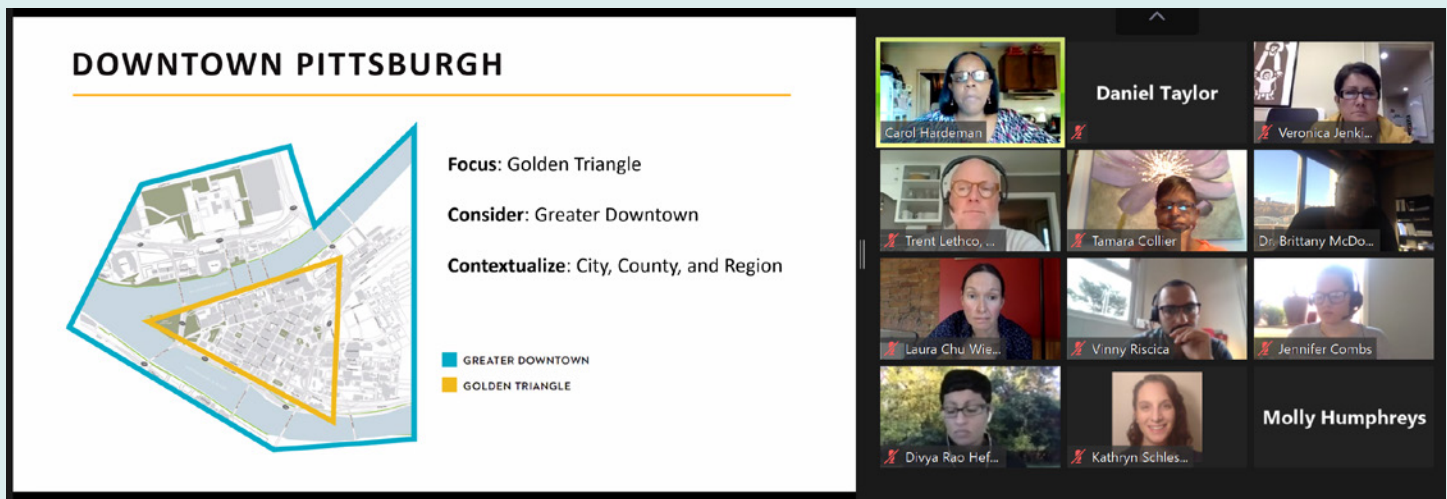 DOWNTOWN PITTSBURGH
Focus: Golden Triangle
Consider: Greater Downtown
Contextualize: City, County, and Region
GREATER DOWNTOWN
GOLDEN TRIANGLE
Carol Hardeman
Daniel Taylor
Veronica Jenki...
Trent Lethco, ...
Tamara Collier
Dr. Brittany McDo...
Laura Chu Wie...
Vinny Riscica
Jennifer Combs
Divya Rao Hef...
Kathryn Schles...
Molly Humphreys